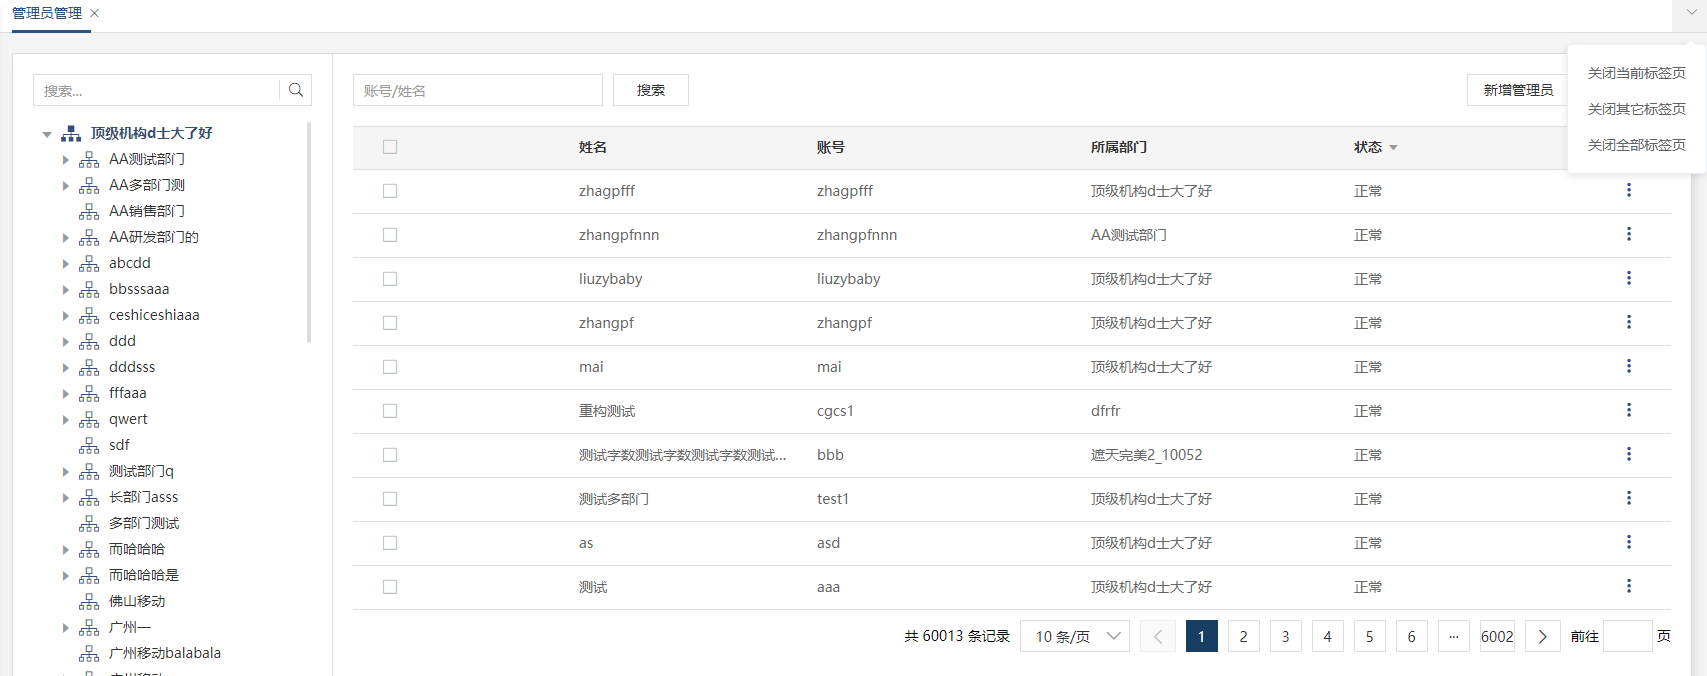 管理员管理
关闭当前标签页
关闭其它标签页
关闭全部标签页
搜索...
顶级机构d士大了好
AA测试部门
AA多部门测
AA销售部门
AA研发部门的
abcdd
bbsssaaa
ceshiceshiaaa
ddd
dddsss
fffaaa
qwert
sdf
测试部门q
长部门asss
多部门测试
而哈哈哈
而哈哈哈是
佛山移动
广州一
广州移动balabala
账号/姓名 搜索 新增管理员
姓名 账号 所属部门 状态
zhagpfff zhagpfff 顶级机构d士大了好 正常
zhangpfnnn zhangpfnnn AA测试部门 正常
liuzybaby liuzybaby 顶级机构d士大了好 正常
zhangpf zhangpf 顶级机构d士大了好 正常
mai mai 顶级机构d士大了好 正常
重构测试 cgcs1 dfrfr 正常
测试字数测试字数测试字数测试... bbb 遮天完美2_10052 正常
测试多部门 test1 顶级机构d士大了好 正常
as asd 顶级机构d士大了好 正常
测试 aaa 顶级机构d士大了好 正常
共 60013 条记录 10 条/页 1 2 3 4 5 6 ... 6002 前往 页